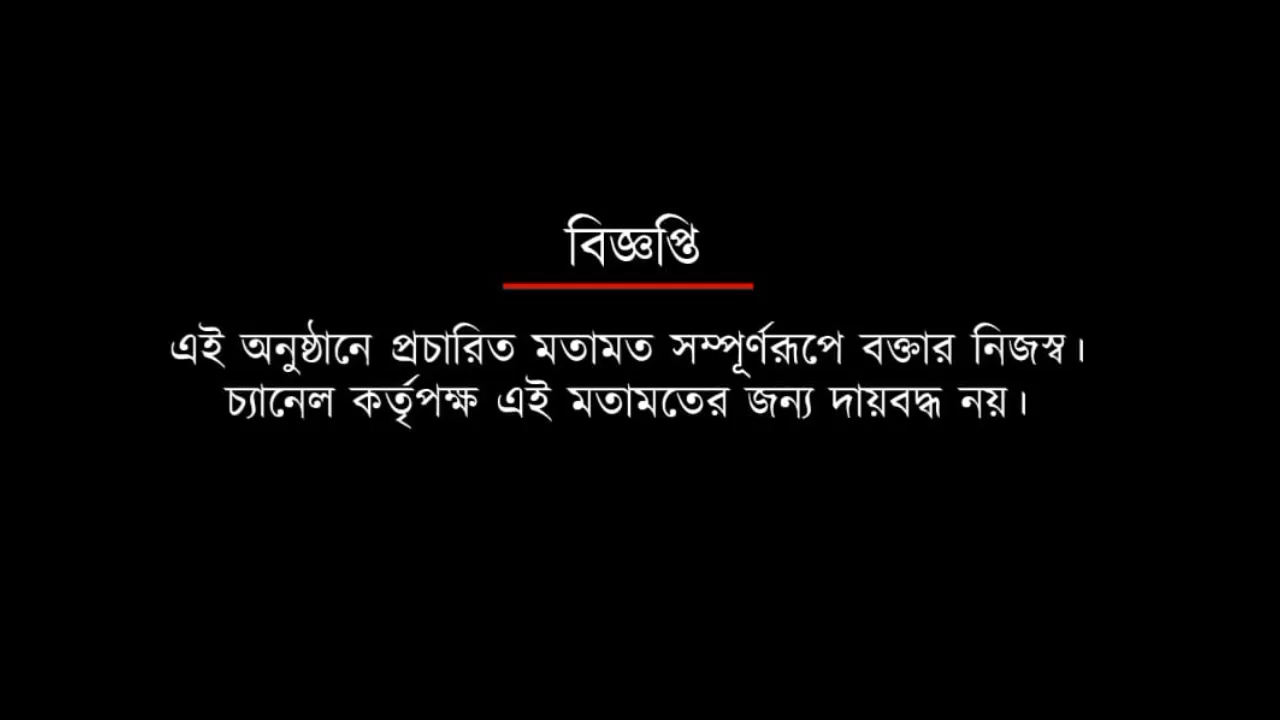 বিজ্ঞপ্তি
এই অনুষ্ঠানে প্রচারিত মতামত সম্পূর্ণরূপে বক্তার নিজস্ব।
চ্যানেল কর্তৃপক্ষ এই মতামতের জন্য দায়বদ্ধ নয়।